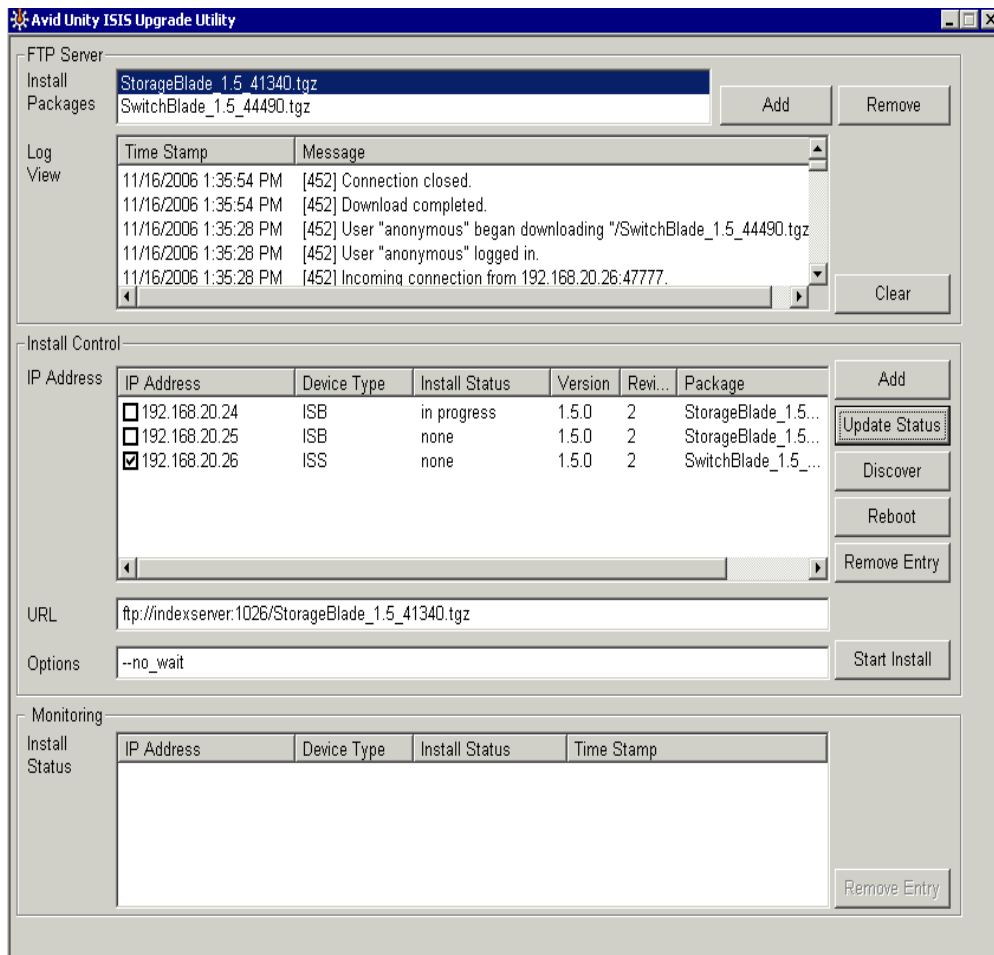 Avid Unity ISIS Upgrade Utility
FTP Server
Install Packages
StorageBlade_1.5_41340.tgz
SwitchBlade_1.5_44490.tgz
Add
Remove
Log View
Time Stamp Message
11/16/2006 1:35:54 PM [452] Connection closed.
11/16/2006 1:35:54 PM [452] Download completed.
11/16/2006 1:35:28 PM [452] User "anonymous" began downloading "/SwitchBlade_1.5_44490.tgz
11/16/2006 1:35:28 PM [452] User "anonymous" logged in.
11/16/2006 1:35:28 PM [452] Incoming connection from 192.168.20.26:47777.
Clear
Install Control
IP Address
IP Address Device Type Install Status Version Revi... Package
192.168.20.24 ISB in progress 1.5.0 2 StorageBlade_1.5...
192.168.20.25 ISB none 1.5.0 2 StorageBlade_1.5...
192.168.20.26 ISS none 1.5.0 2 SwitchBlade_1.5_...
Add
Update Status
Discover
Reboot
Remove Entry
URL
ftp://indexserver:1026/StorageBlade_1.5_41340.tgz
Options
--no_wait
Start Install
Monitoring
Install Status
IP Address Device Type Install Status Time Stamp
Remove Entry